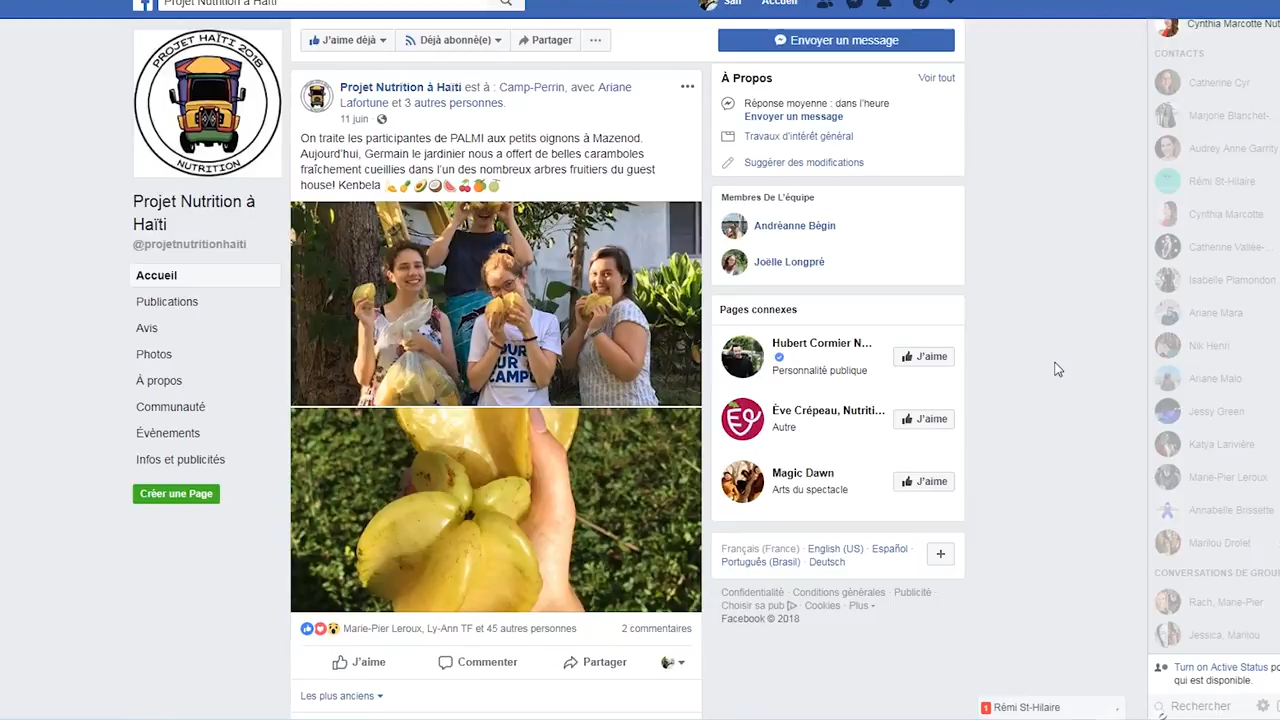 Projet Nutrition à Haïti
San
Accueil
PROJET HAÏTI 2018
NUTRITION
Projet Nutrition à
Haïti
@projetnutritionhaiti
Accueil
Publications
Avis
Photos
À propos
Communauté
Évènements
Infos et publicités
Créer une Page
J'aime déjà
Déjà abonné(e)
Partager
Projet Nutrition à Haïti est à : Camp-Perrin, avec Ariane
Lafortune et 3 autres personnes.
11 juin
On traite les participantes de PALMI aux petits oignons à Mazenod.
Aujourd'hui, Germain le jardinier nous a offert de belles caramboles
fraîchement cueillies dans l'un des nombreux arbres fruitiers du guest
house! Kenbela
CAMPU
Marie-Pier Leroux, Ly-Ann TF et 45 autres personnes
2 commentaires
J'aime
Commenter
Partager
Les plus anciens
Envoyer un message
À Propos
Voir tout
Réponse moyenne : dans l'heure
Envoyer un message
Travaux d'intérêt général
Suggérer des modifications
Membres De L'équipe
Andréanne Bégin
Joëlle Longpré
Pages connexes
Hubert Cormier N...
Personnalité publique
J'aime
Ève Crépeau, Nutriti...
Autre
J'aime
Magic Dawn
Arts du spectacle
J'aime
Français (France) · English (US) · Español ·
Português (Brasil) · Deutsch
Confidentialité · Conditions générales · Publicité ·
Choisir sa pub · Cookies · Plus
Facebook © 2018
Cynthia Marcotte Nut
CONTACTS
Catherine Cyr
Marjorie Blanchet-
Audrey Anne Garrity
Rémi St-Hilaire
Cynthia Marcotte
Catherine Vallée-...
Isabelle Plamondon
Ariane Mara
Nik Henri
Ariane Malo
Jessy Green
Katya Larivière
Marie-Pier Leroux
Annabelle Brissette
Marilou Drolet
CONVERSATIONS DE GROU
Rach, Marie-Pier
Jessica, Marilou
Turn on Active Status po
qui est disponible.
Rechercher
1 Rémi St-Hilaire